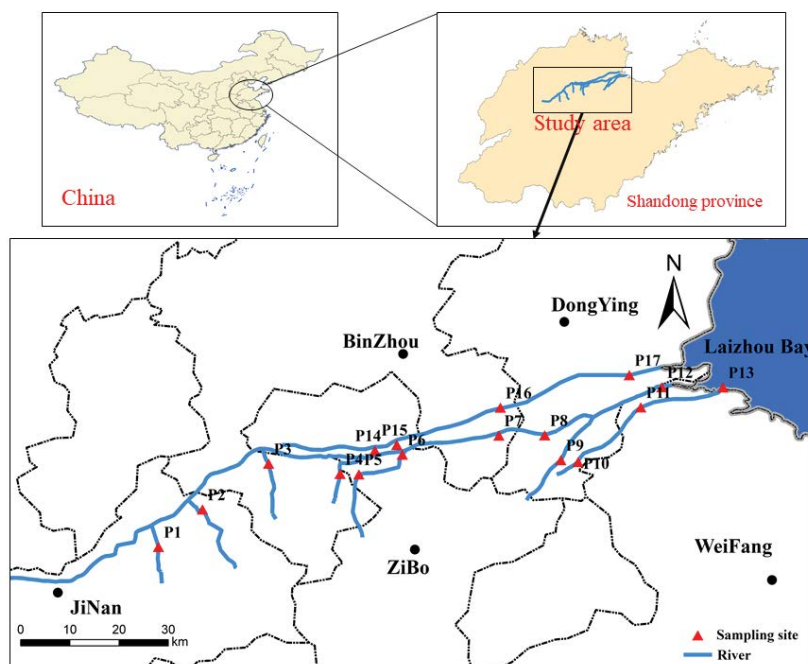 China
Study area
Shandong province
N
DongYing
BinZhou
Laizhou Bay
P17
P12
P13
P16
P11
P15
P14
P7
P8
P6
P3
P4
P5
P9
P10
P2
P1
WeiFang
ZiBo
JiNan
0 10 20 30
km
Sampling site
River